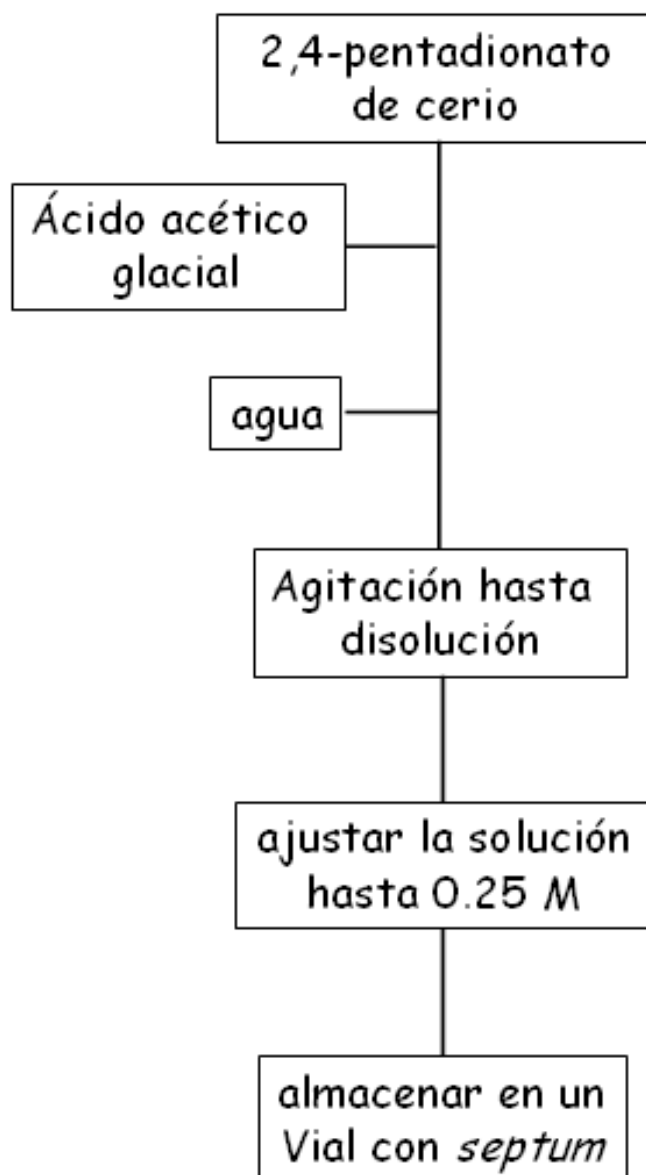 2,4-pentadionato
de cerio
Ácido acético
glacial
agua
Agitación hasta
disolución
ajustar la solución
hasta 0.25 M
almacenar en un
Vial con septum